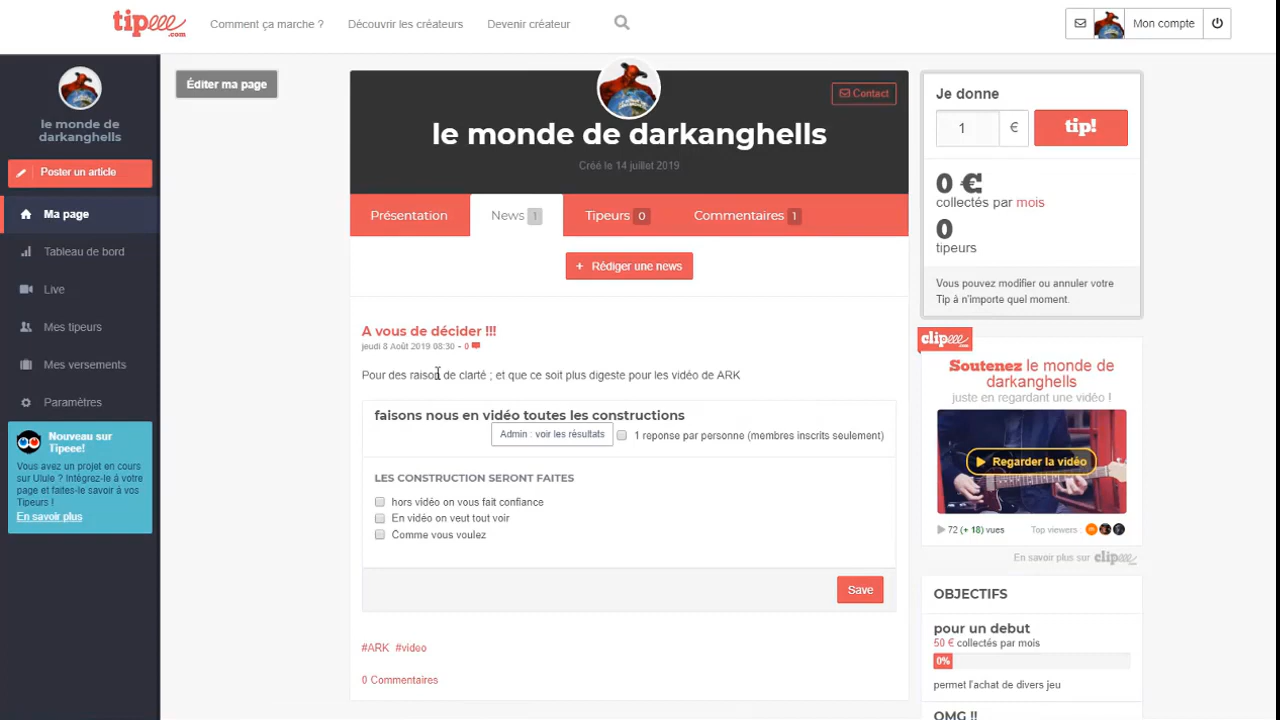 tipeee.com
Comment ça marche ?
Découvrir les créateurs
Devenir créateur
Mon compte
le monde de
darkanghells
Poster un article
Ma page
Tableau de bord
Live
Mes tipeurs
Mes versements
Paramètres
Nouveau sur
Tipeee!
Vous avez un projet en cours
sur Ulule ? Intégrez-le à votre
page et faites-le savoir à vos
Tipeurs !
En savoir plus
Éditer ma page
Contact
le monde de darkanghells
Créé le 14 juillet 2019
Présentation
News 1
Tipeurs 0
Commentaires 1
+ Rédiger une news
A vous de décider !!!
jeudi 8 Août 2019 08:30 - 0
Pour des raison de clarté ; et que ce soit plus digeste pour les vidéo de ARK
faisons nous en vidéo toutes les constructions
Admin : voir les résultats
1 reponse par personne (membres inscrits seulement)
LES CONSTRUCTION SERONT FAITES
hors vidéo on vous fait confiance
En vidéo on veut tout voir
Comme vous voulez
Save
#ARK #video
0 Commentaires
Je donne
1 €
tip!
0 €
collectés par mois
0
tipeurs
Vous pouvez modifier ou annuler votre
Tip à n'importe quel moment.
clipeee
Soutenez le monde de
darkanghells
juste en regardant une vidéo !
Regarder la vidéo
72 (+ 18) vues
Top viewers :
En savoir plus sur clipeee
OBJECTIFS
pour un debut
50 € collectés par mois
0%
permet l'achat de divers jeu
OMG !!